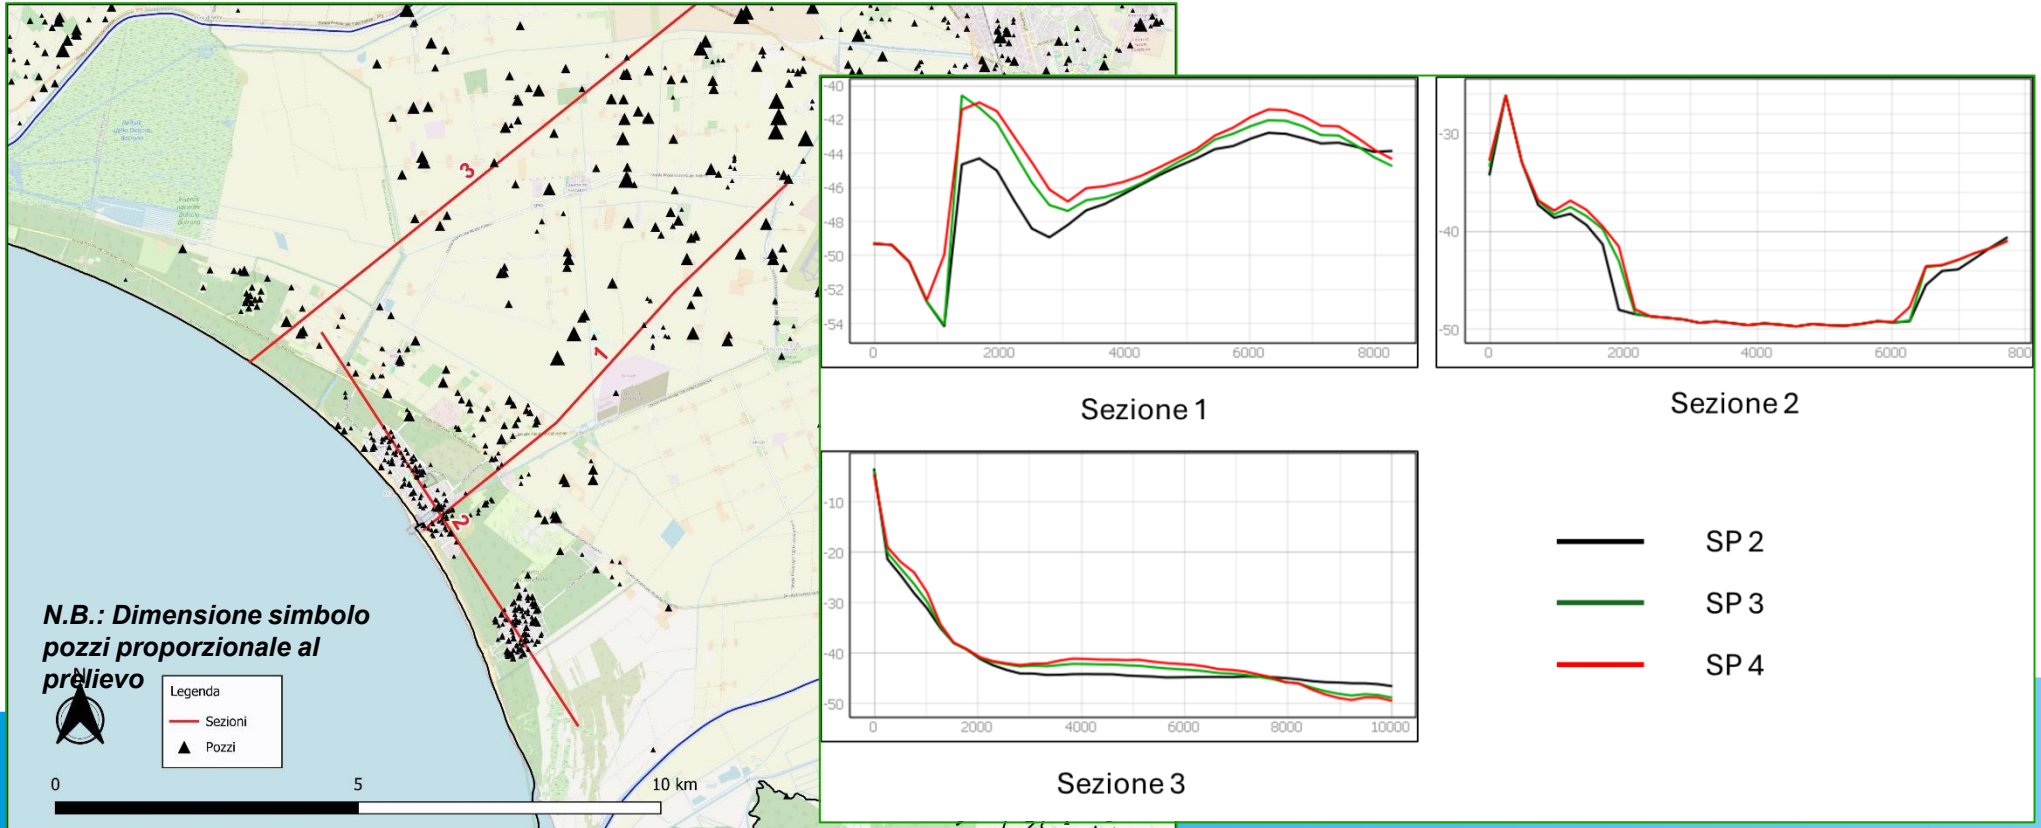 3
1
2
N.B.: Dimensione simbolo
pozzi proporzionale al
prelievo
N
Legenda
Sezioni
Pozzi
0 5 10 km
-40
-42
-44
-46
-48
-50
-52
-54
0 2000 4000 6000 8000
Sezione 1
-30
-40
-50
0 2000 4000 6000 800
Sezione 2
-10
-20
-30
-40
-50
0 2000 4000 6000 8000 10000
Sezione 3
SP 2
SP 3
SP 4